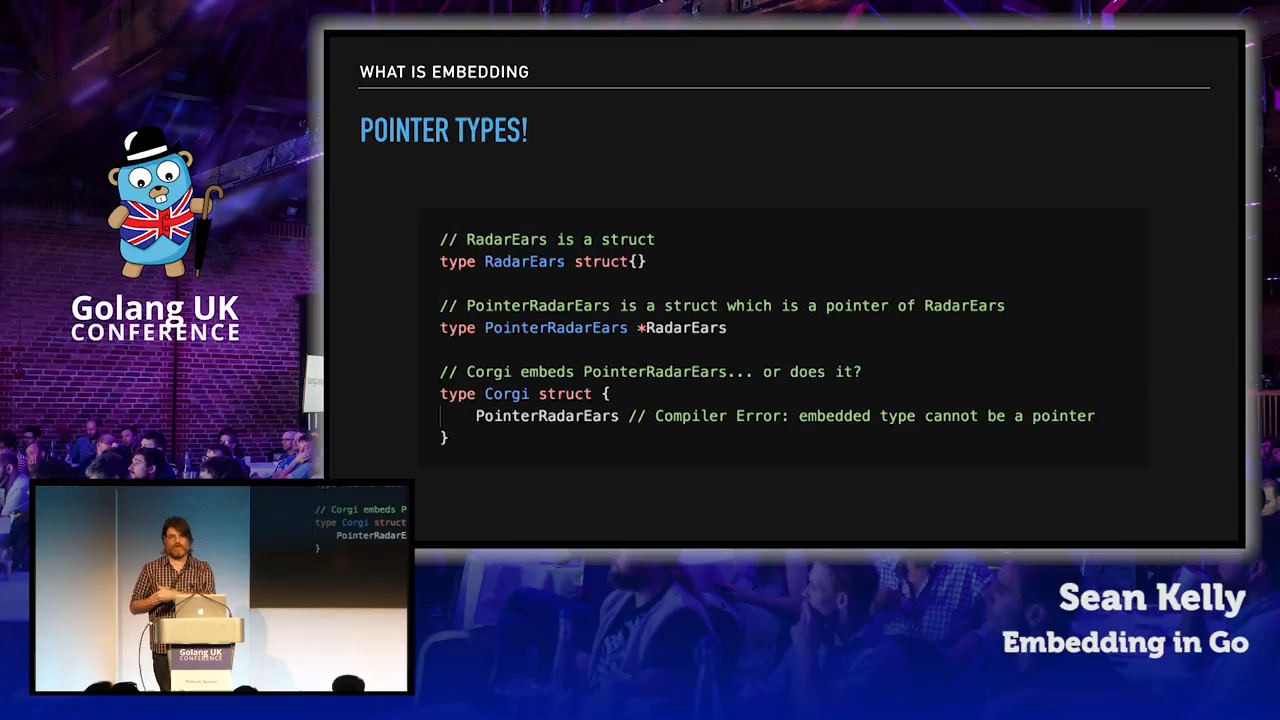 WHAT IS EMBEDDING
POINTER TYPES!
// RadarEars is a struct
type RadarEars struct{}
// PointerRadarEars is a struct which is a pointer of RadarEars
type PointerRadarEars *RadarEars
// Corgi embeds PointerRadarEars... or does it?
type Corgi struct {
PointerRadarEars // Compiler Error: embedded type cannot be a pointer
}
Golang UK
CONFERENCE
// Corgi embeds P
type Corgi struct
PointerRadarE
}
Golang UK
CONFERENCE
Sean Kelly
Embedding in Go